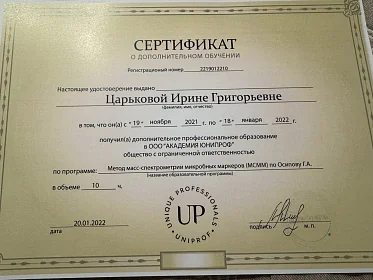 СЕРТИФИКАТ
О ДОПОЛНИТЕЛЬНОМ ОБУЧЕНИИ
Регистрационный номер 2219012210
Настоящее удостоверение выдано
Царьковой Ирине Григорьевне
(фамилия, имя, отчество)
в том, что он(а) с "19" ноября 2021 г. по "18" января 2022 г.
получил(а) дополнительное профессиональное образование
в ООО "АКАДЕМИЯ ЮНИПРОФ"
общество с ограниченной ответственностью
по программе: Метод масс-спектрометрии микробных маркеров (МСММ) по Осипову Г.А.
(название образовательной программы)
в объеме 10 ч.
UNIQUE PROFESSIONALS
UP
UNIPROF
20.01.2022
дата
подпись М. П.